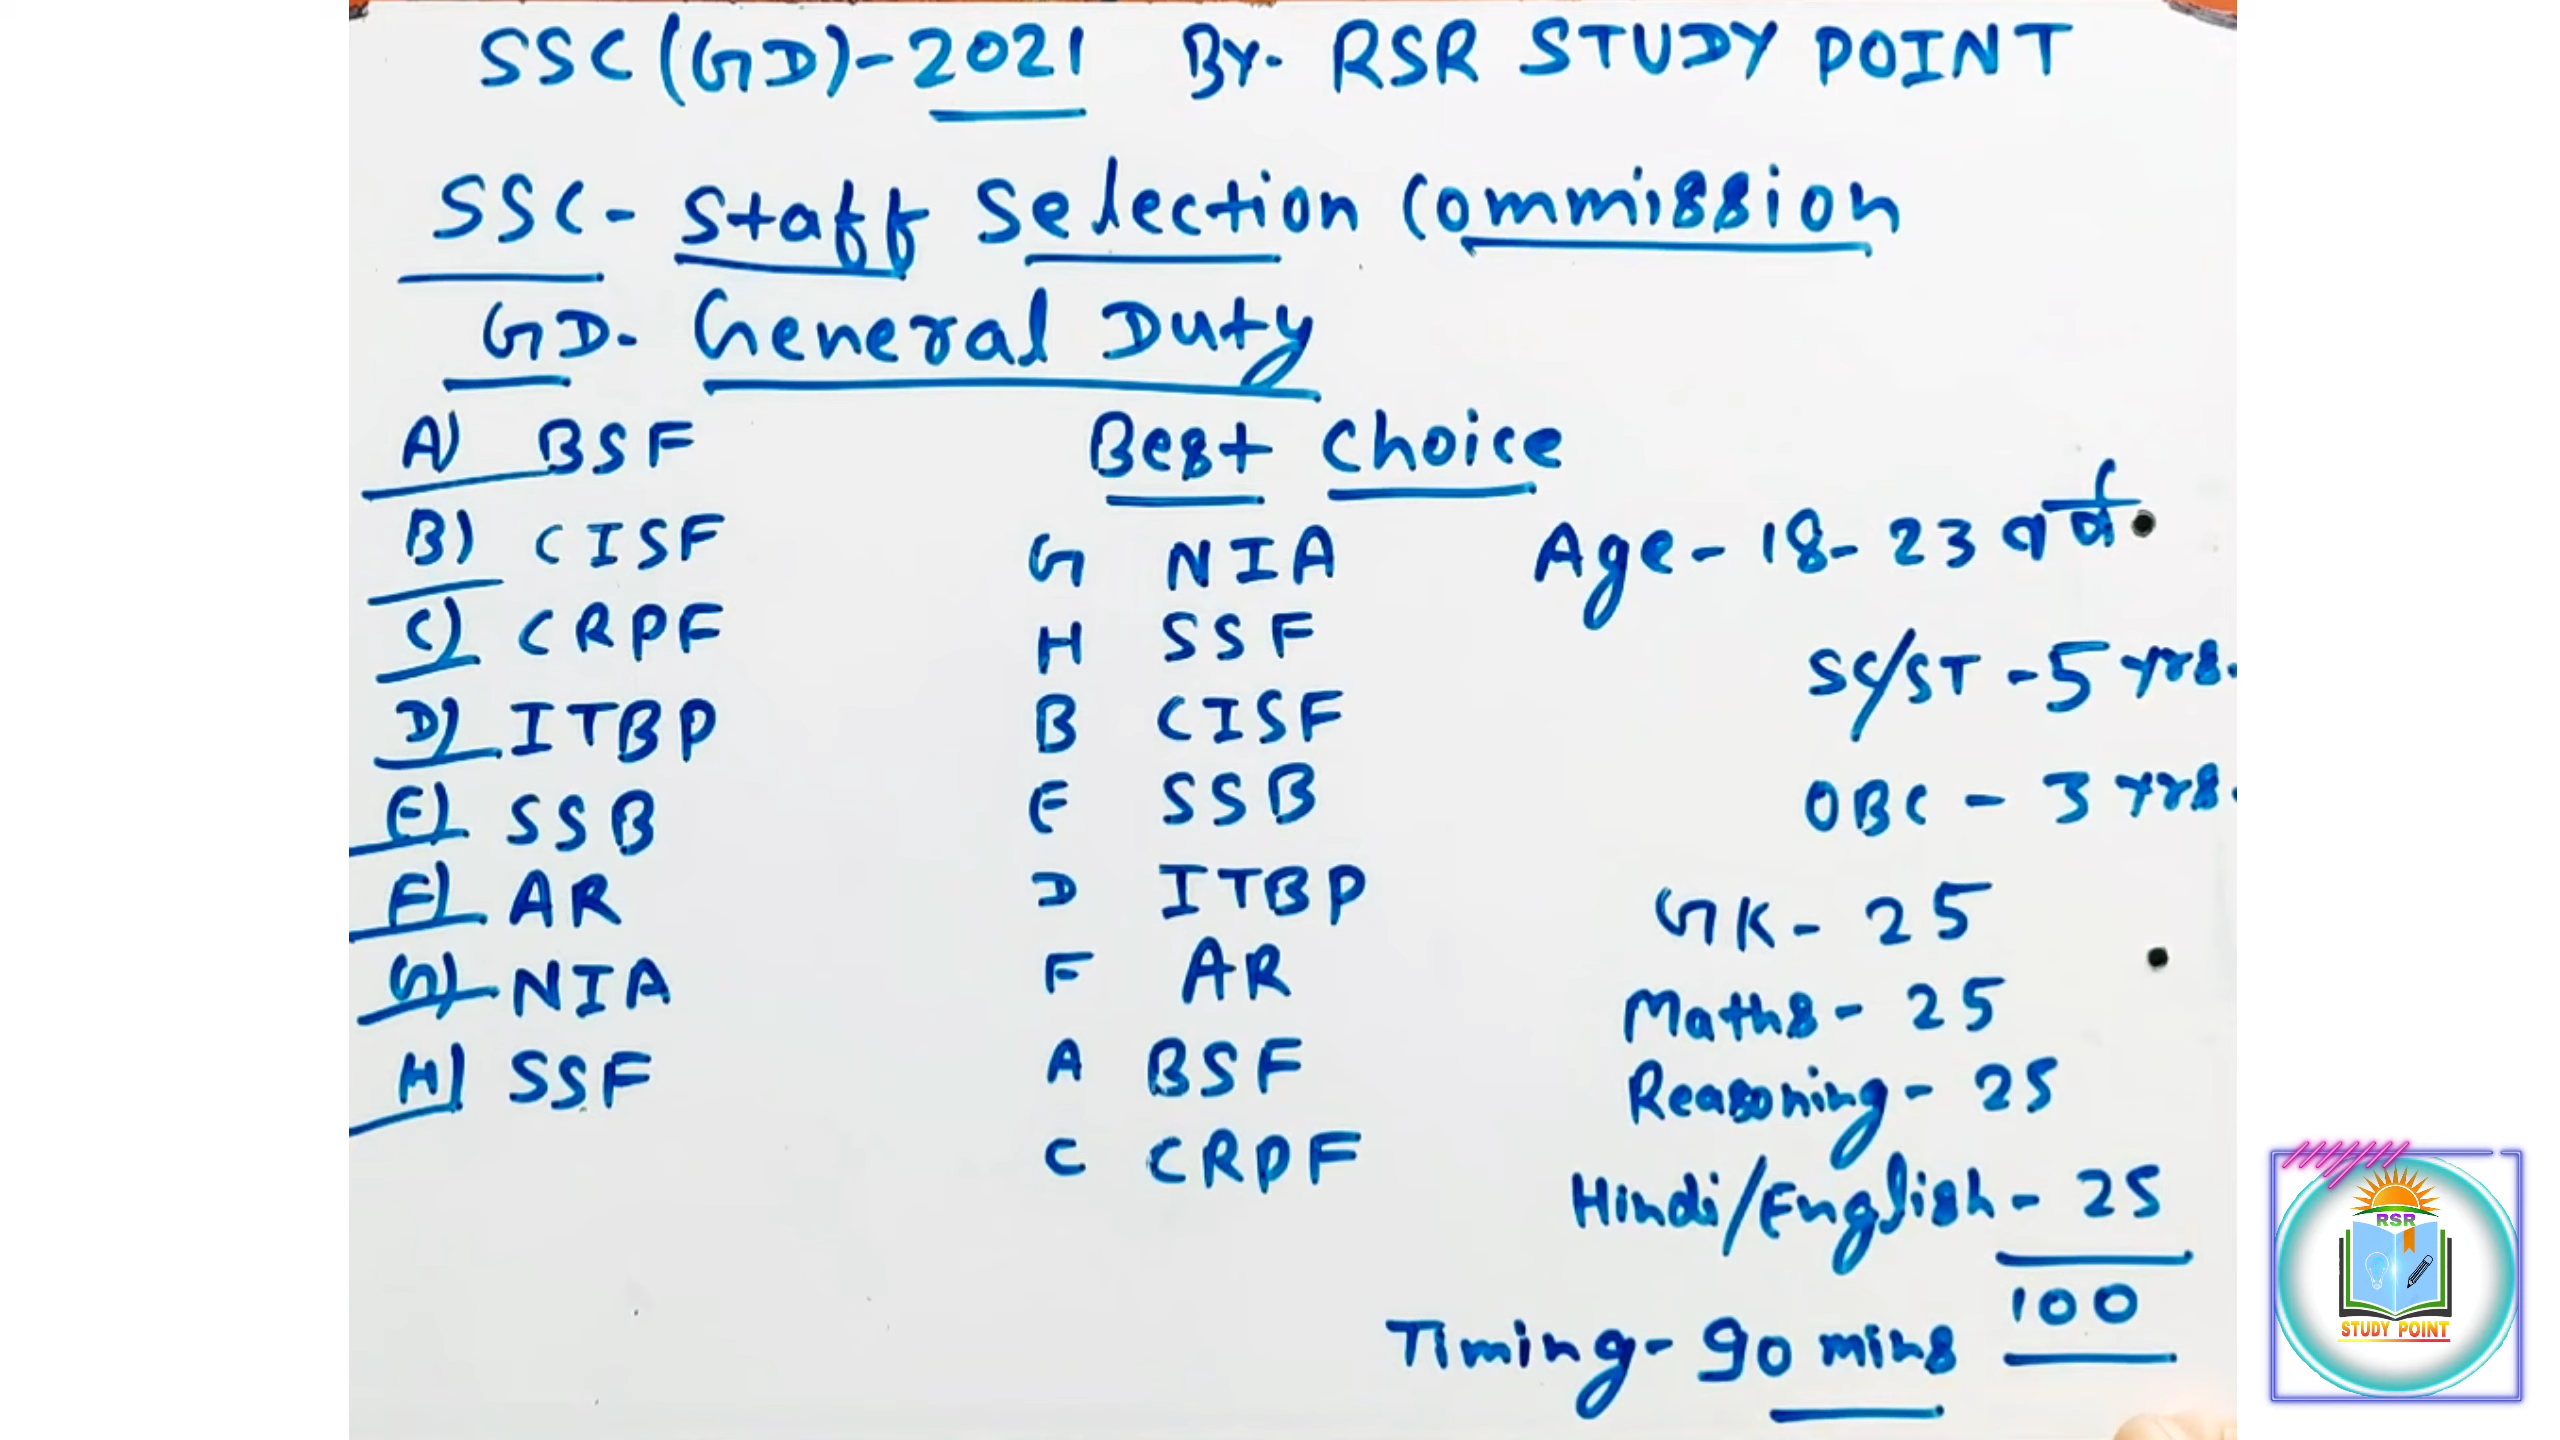 SSC (GD)-2021 BY- RSR STUDY POINT
SSC- Staff Selection Commission
GD- General Duty
A) BSF
B) CISF
C) CRPF
D) ITBP
E) SSB
F) AR
G) NIA
H) SSF
Best Choice
G NIA
H SSF
B CISF
E SSB
D ITBP
F AR
A BSF
C CRPF
Age- 18-23 वर्ष
SC/ST - 5 yrs.
OBC - 3 yrs.
GK- 25
Maths- 25
Reasoning- 25
Hindi/English- 25
100
Timing- 90 mins
RSR
STUDY POINT